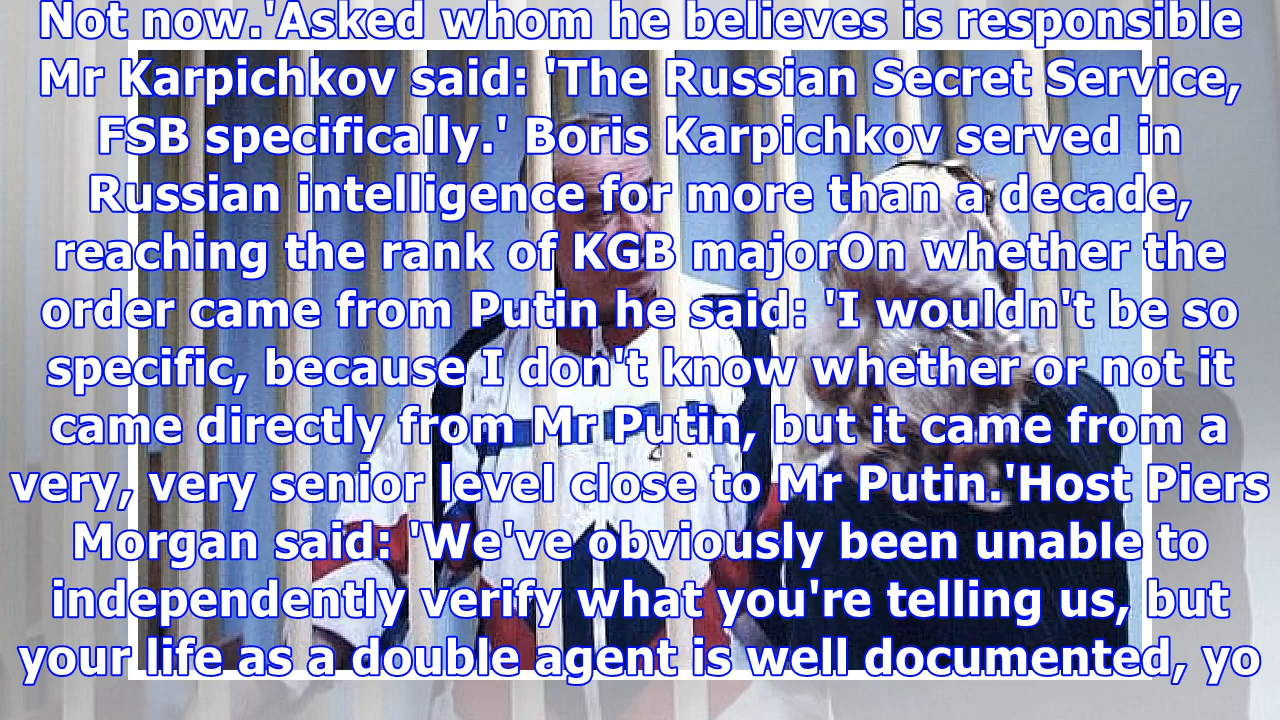 Not now.'Asked whom he believes is responsible
Mr Karpichkov said: 'The Russian Secret Service,
FSB specifically.' Boris Karpichkov served in
Russian intelligence for more than a decade,
reaching the rank of KGB majorOn whether the
order came from Putin he said: 'I wouldn't be so
specific, because I don't know whether or not it
came directly from Mr Putin, but it came from a
very, very senior level close to Mr Putin.'Host Piers
Morgan said: 'We've obviously been unable to
independently verify what you're telling us, but
your life as a double agent is well documented, yo